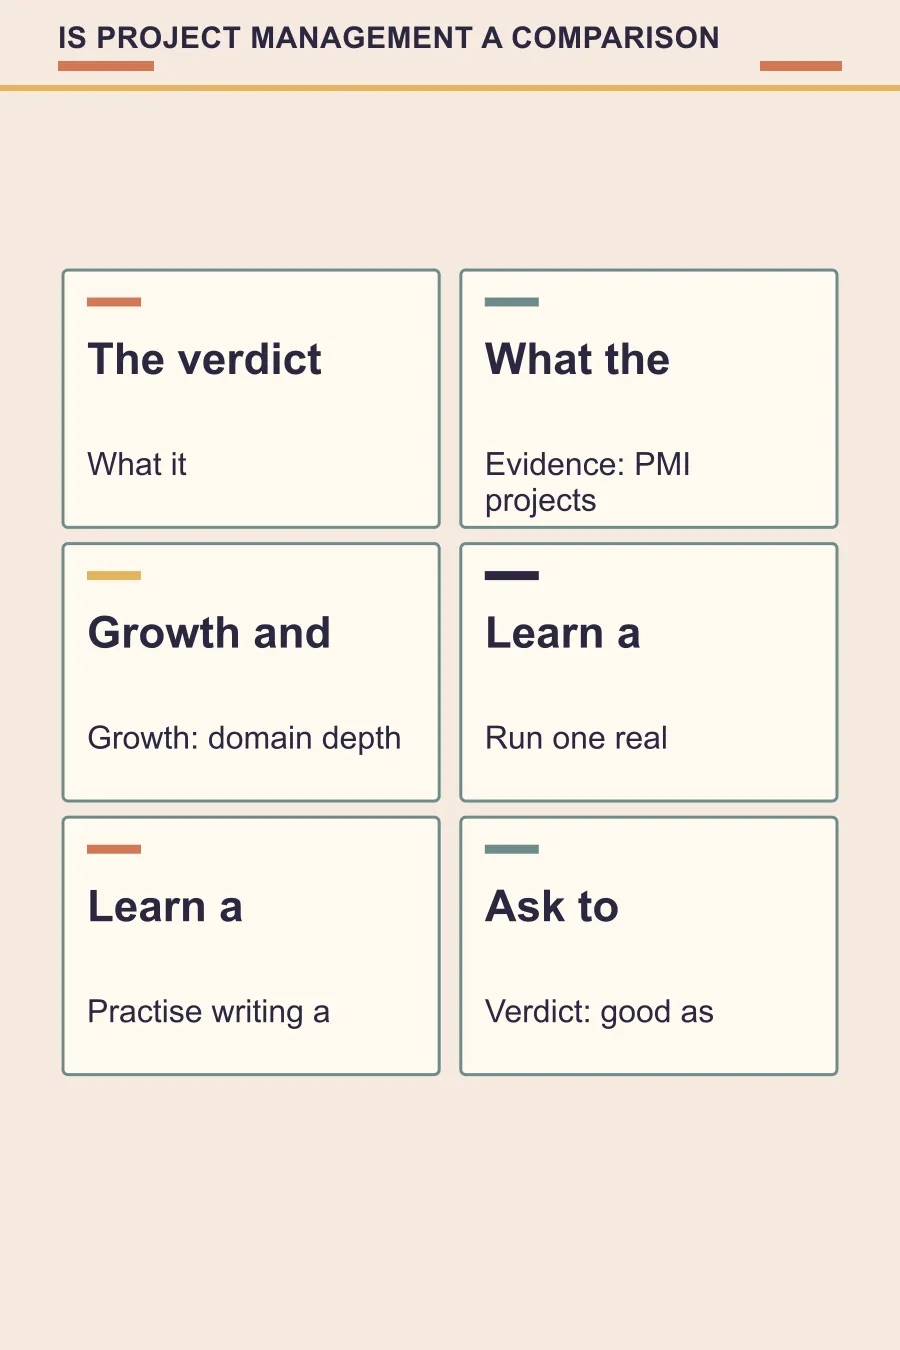 IS PROJECT MANAGEMENT A COMPARISON
The verdict
What it
What the
Evidence: PMI
projects
Growth and
Growth: domain depth
Learn a
Run one real
Learn a
Practise writing a
Ask to
Verdict: good as